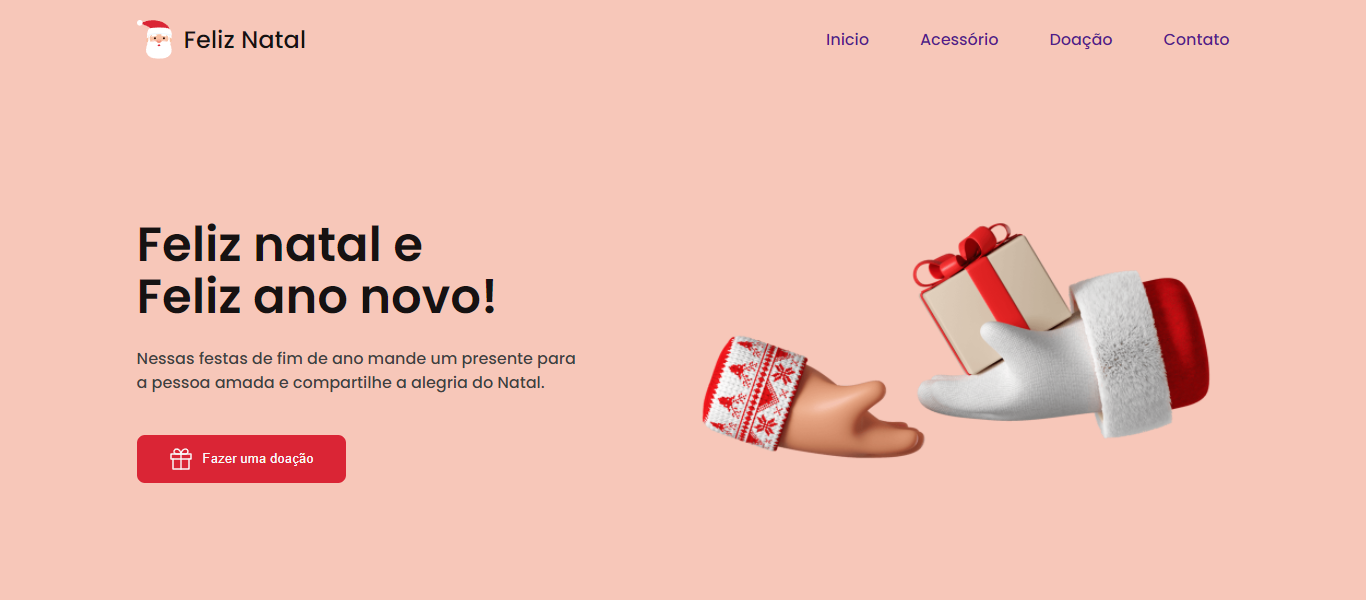 Feliz Natal
Inicio Acessório Doação Contato
Feliz natal e
Feliz ano novo!
Nessas festas de fim de ano mande um presente para
a pessoa amada e compartilhe a alegria do Natal.
Fazer uma doação